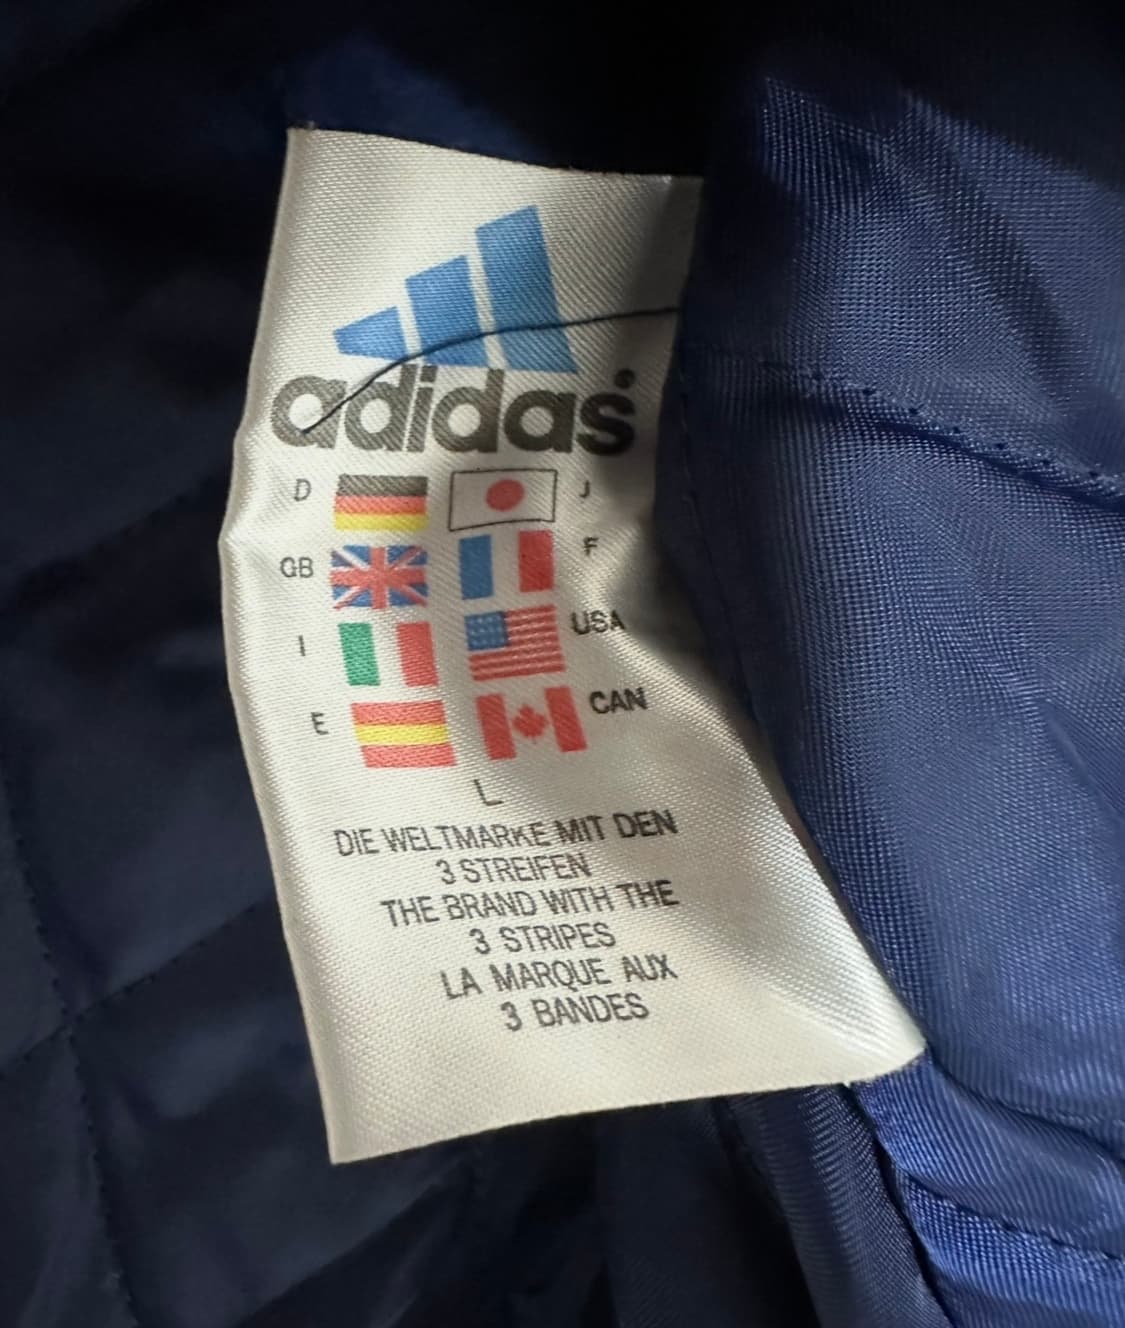 adidas
D J
GB F
I USA
E CAN
L
DIE WELTMARKE MIT DEN
3 STREIFEN
THE BRAND WITH THE
3 STRIPES
LA MARQUE AUX
3 BANDES